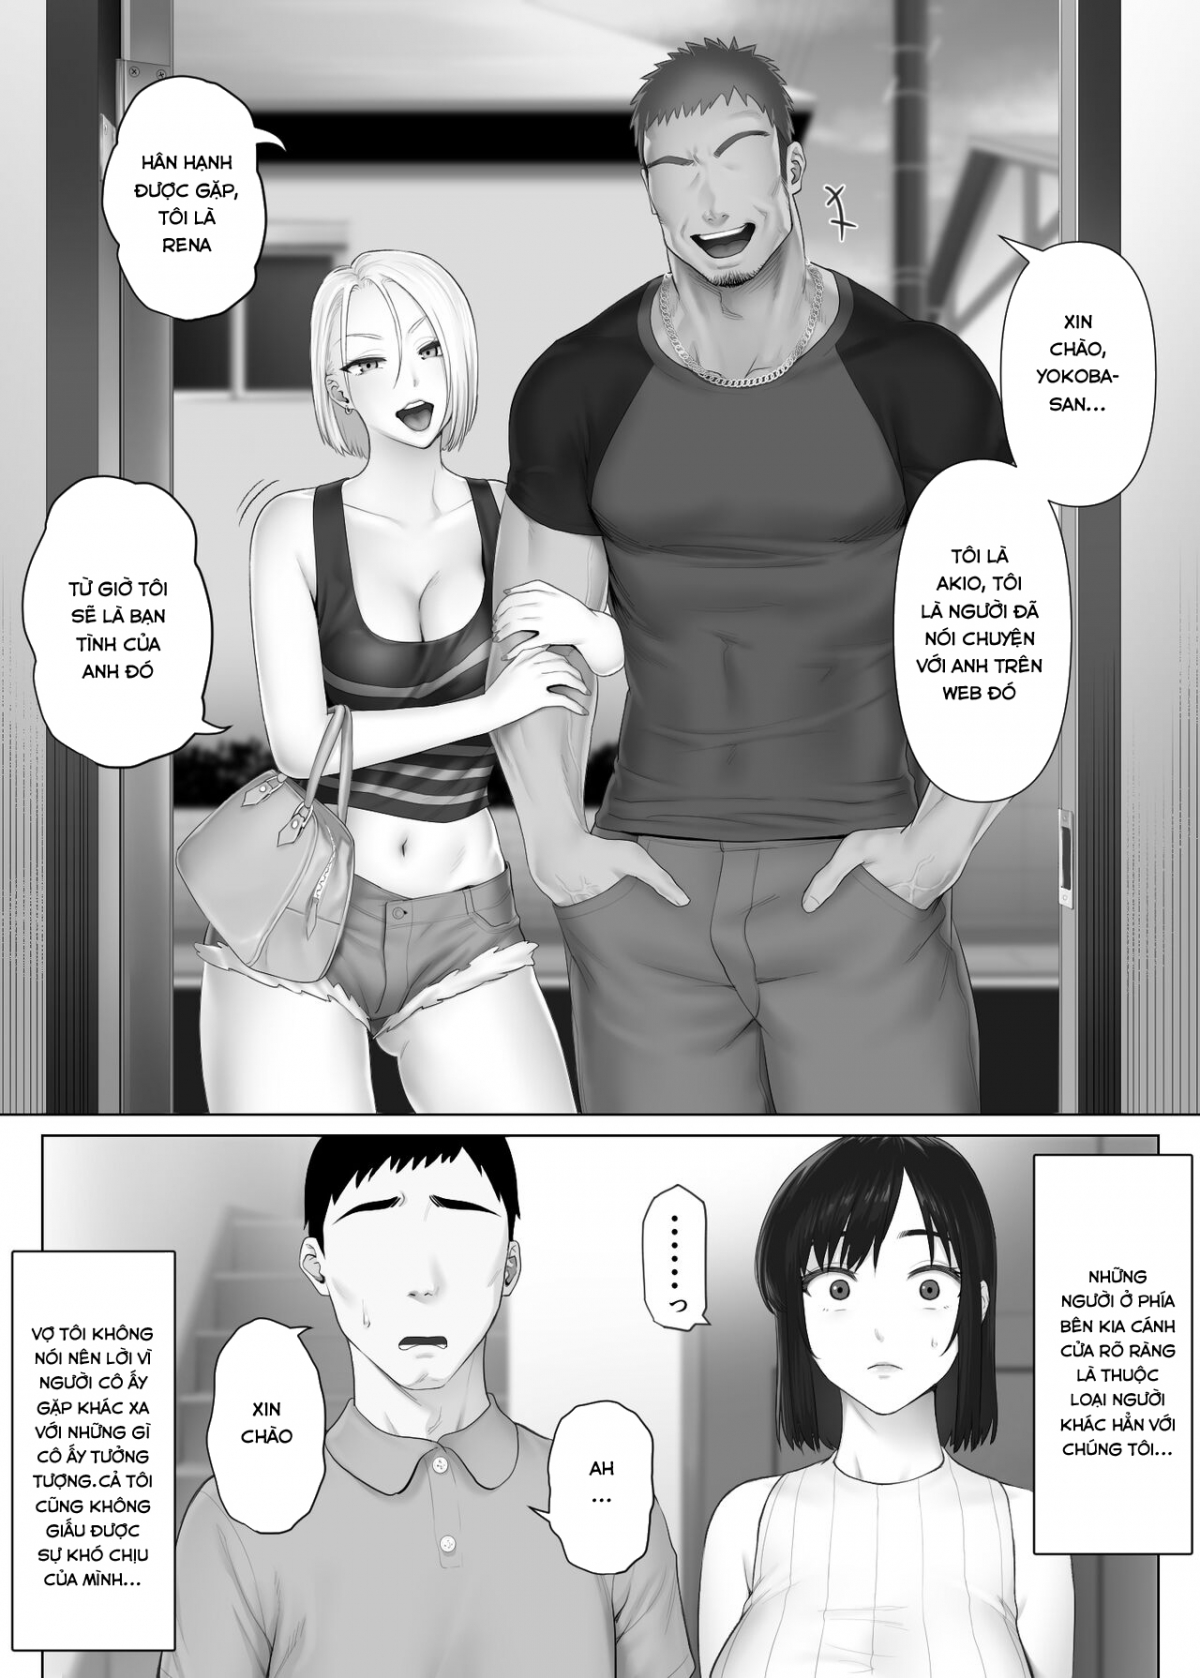 XIN
CHÀO,
YOKOBA-
SAN...
TÔI LÀ
AKIO, TÔI
LÀ NGƯỜI ĐÃ
NÓI CHUYỆN
VỚI ANH TRÊN
WEB ĐÓ
HÂN HẠNH
ĐƯỢC GẶP,
TÔI LÀ
RENA
TỪ GIỜ TÔI
SẼ LÀ BẠN
TÌNH CỦA
ANH ĐÓ
NHỮNG
NGƯỜI Ở PHÍA
BÊN KIA CÁNH
CỬA RÕ RÀNG
LÀ THUỘC
LOẠI NGƯỜI
KHÁC HẲN VỚI
CHÚNG TÔI...
.......っ
AH
...
XIN
CHÀO
VỢ TÔI KHÔNG
NÓI NÊN LỜI VÌ
NGƯỜI CÔ ẤY
GẶP KHÁC XA
VỚI NHỮNG GÌ
CÔ ẤY TƯỞNG
TƯỢNG.CẢ TÔI
CŨNG KHÔNG
GIẤU ĐƯỢC
SỰ KHÓ CHỊU
CỦA MÌNH...